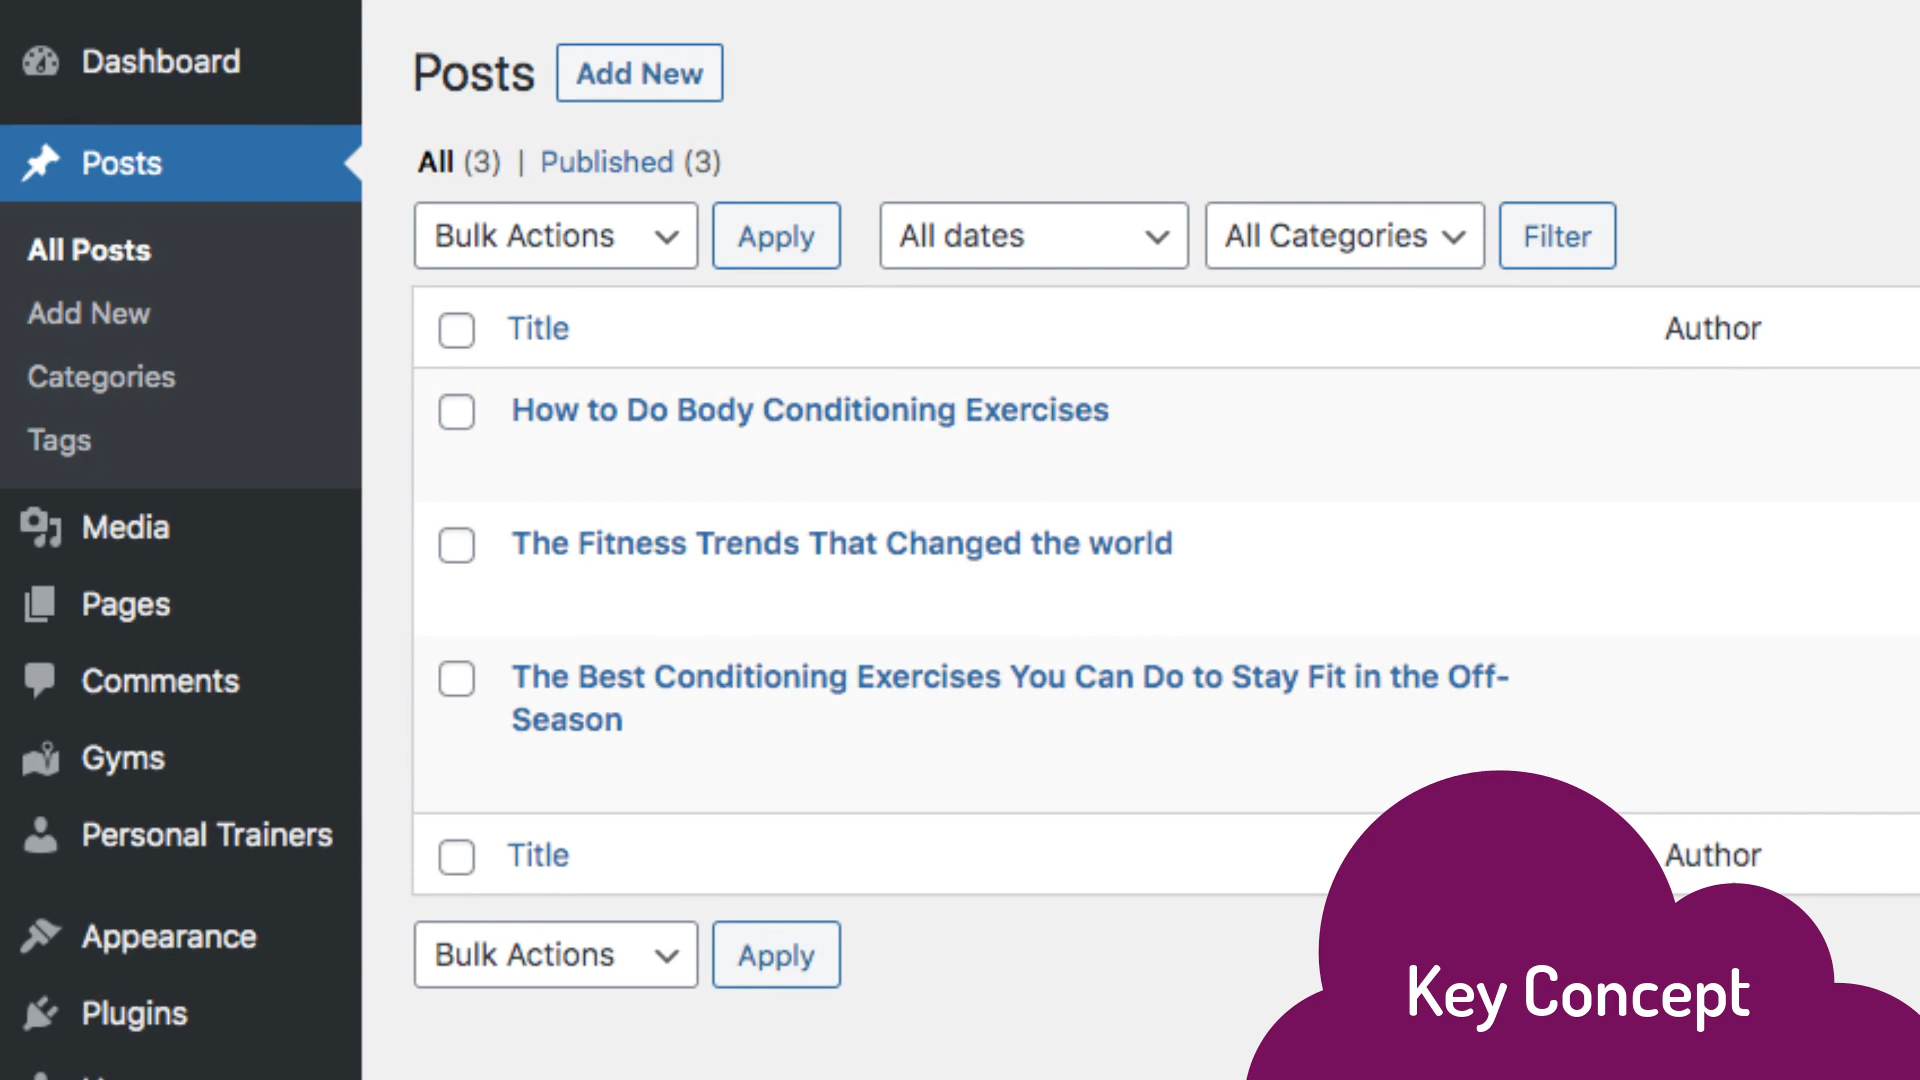 Dashboard
Posts
All Posts
Add New
Categories
Tags
Media
Pages
Comments
Gyms
Personal Trainers
Appearance
Plugins
Posts Add New
All (3) | Published (3)
Bulk Actions Apply All dates All Categories Filter
Title Author
How to Do Body Conditioning Exercises
The Fitness Trends That Changed the world
The Best Conditioning Exercises You Can Do to Stay Fit in the Off-
Season
Title Author
Bulk Actions Apply
Key Concept